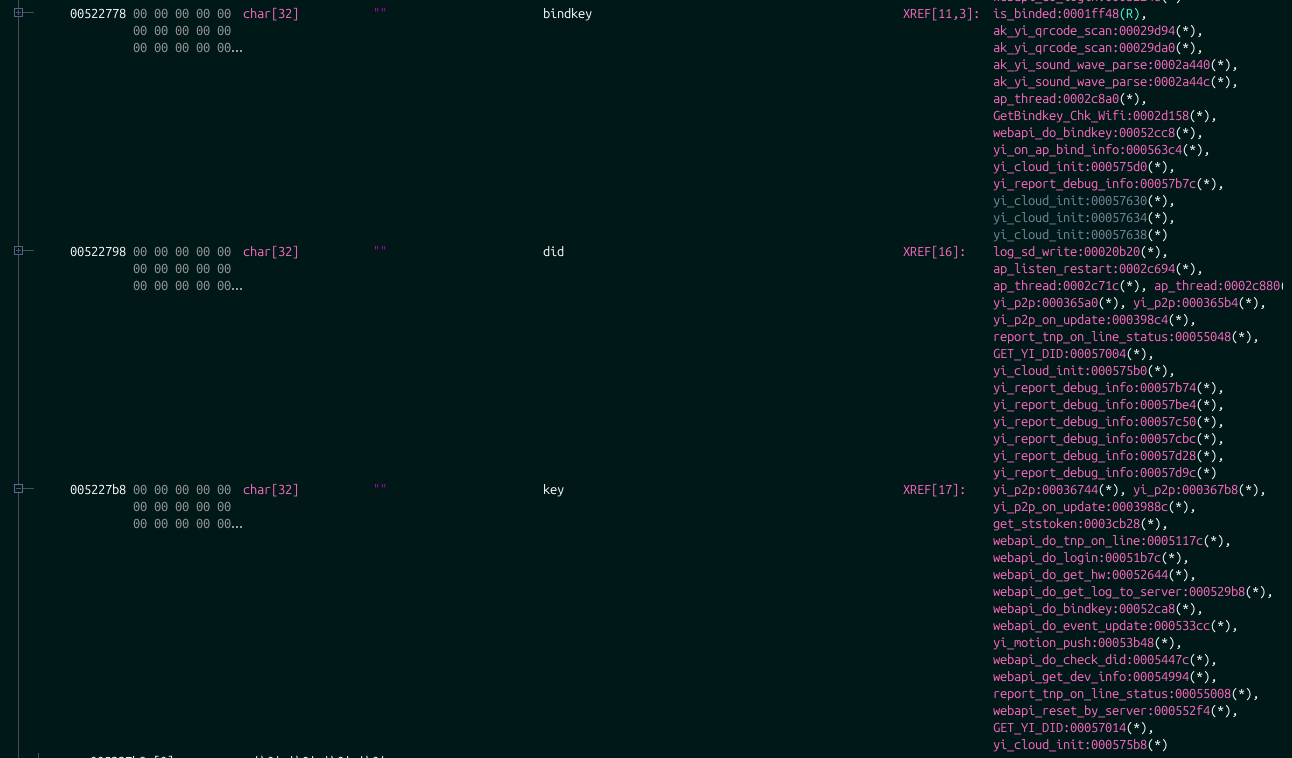 00522778 00 00 00 00 00 char[32] "" bindkey XREF[11,3]: is_binded:0001ff48(R),
00 00 00 00 00 ak_yi_qrcode_scan:00029d94(*),
00 00 00 00 00... ak_yi_qrcode_scan:00029da0(*),
ak_yi_sound_wave_parse:0002a440(*),
ak_yi_sound_wave_parse:0002a44c(*),
ap_thread:0002c8a0(*),
GetBindkey_Chk_Wifi:0002d158(*),
webapi_do_bindkey:00052cc8(*),
yi_on_ap_bind_info:000563c4(*),
yi_cloud_init:000575d0(*),
yi_report_debug_info:00057b7c(*),
yi_cloud_init:00057630(*),
yi_cloud_init:00057634(*),
yi_cloud_init:00057638(*)
00522798 00 00 00 00 00 char[32] "" did XREF[16]: log_sd_write:00020b20(*),
00 00 00 00 00 ap_listen_restart:0002c694(*),
00 00 00 00 00... ap_thread:0002c71c(*), ap_thread:0002c880(
yi_p2p:000365a0(*), yi_p2p:000365b4(*),
yi_p2p_on_update:000398c4(*),
report_tnp_on_line_status:00055048(*),
GET_YI_DID:00057004(*),
yi_cloud_init:000575b0(*),
yi_report_debug_info:00057b74(*),
yi_report_debug_info:00057be4(*),
yi_report_debug_info:00057c50(*),
yi_report_debug_info:00057cbc(*),
yi_report_debug_info:00057d28(*),
yi_report_debug_info:00057d9c(*)
005227b8 00 00 00 00 00 char[32] "" key XREF[17]: yi_p2p:00036744(*), yi_p2p:000367b8(*),
00 00 00 00 00 yi_p2p_on_update:0003988c(*),
00 00 00 00 00... get_ststoken:0003cb28(*),
webapi_do_tnp_on_line:0005117c(*),
webapi_do_login:00051b7c(*),
webapi_do_get_hw:00052644(*),
webapi_do_get_log_to_server:000529b8(*),
webapi_do_bindkey:00052ca8(*),
webapi_do_event_update:000533cc(*),
yi_motion_push:00053b48(*),
webapi_do_check_did:0005447c(*),
webapi_get_dev_info:00054994(*),
report_tnp_on_line_status:00055008(*),
webapi_reset_by_server:000552f4(*),
GET_YI_DID:00057014(*),
yi_cloud_init:000575b8(*)